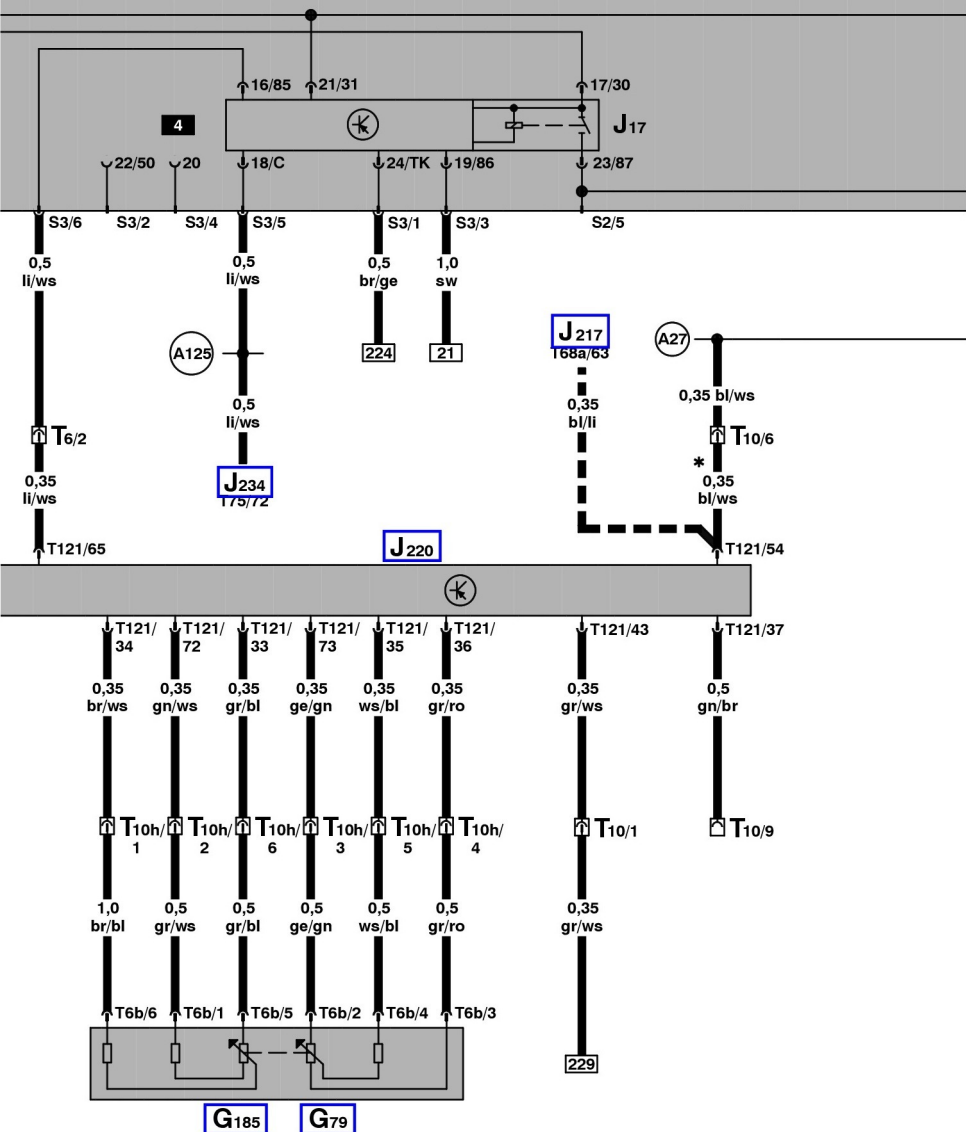 16/85 21/31 17/30
4 J17
22/50 20 18/C 24/TK 19/86 23/87
S3/6 S3/2 S3/4 S3/5 S3/1 S3/3 S2/5
0,5 0,5 0,5 1,0
li/ws li/ws br/ge sw
A125 224 21 J217 A27
T68a/63
0,5 0,35 0,35 bl/ws
li/ws bl/li
T6/2 T10/6
*
0,35 J234 0,35
li/ws T75/72 bl/ws
T121/65 J220 T121/54
T121/ T121/ T121/ T121/ T121/ T121/ T121/43 T121/37
34 72 33 73 35 36
0,35 0,35 0,35 0,35 0,35 0,35 0,35 0,5
br/ws gn/ws gr/bl ge/gn ws/bl gr/ro gr/ws gn/br
T10h/ T10h/ T10h/ T10h/ T10h/ T10h/ T10/1 T10/9
1 2 6 3 5 4
1,0 0,5 0,5 0,5 0,5 0,5 0,35
br/bl gr/ws gr/bl ge/gn ws/bl gr/ro gr/ws
T6b/6 T6b/1 T6b/5 T6b/2 T6b/4 T6b/3
229
G185 G79